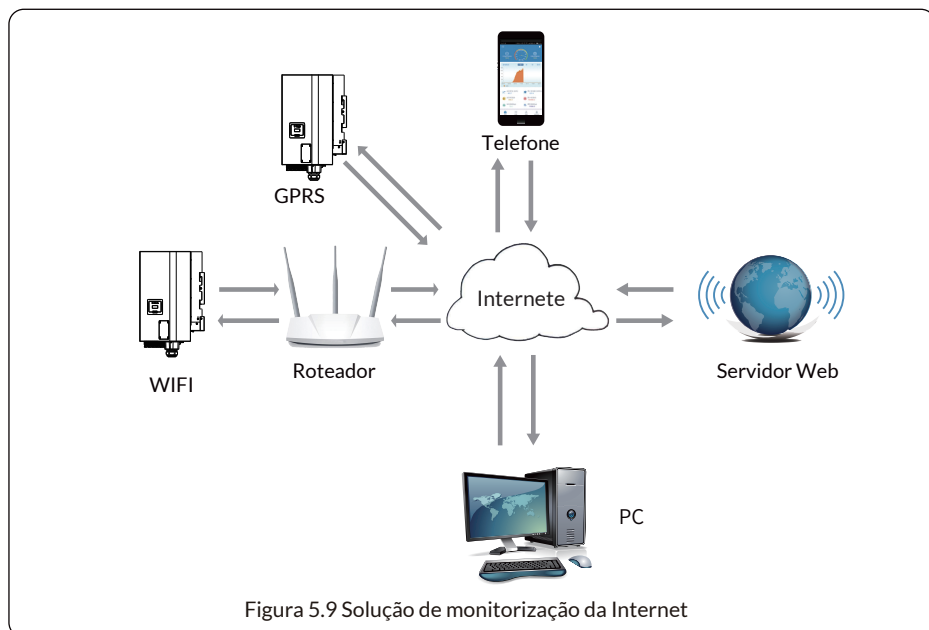 Telefone
GPRS
Internete
WIFI
Roteador
Servidor Web
PC
Figura 5.9 Solução de monitorização da Internet